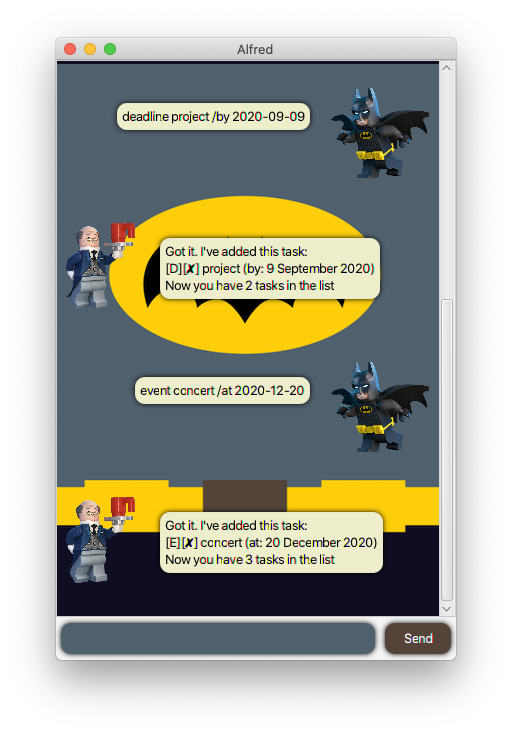 Alfred
deadline project /by 2020-09-09
Got it. I've added this task:
[D][✘] project (by: 9 September 2020)
Now you have 2 tasks in the list
event concert /at 2020-12-20
Got it. I've added this task:
[E][✘] concert (at: 20 December 2020)
Now you have 3 tasks in the list
Send